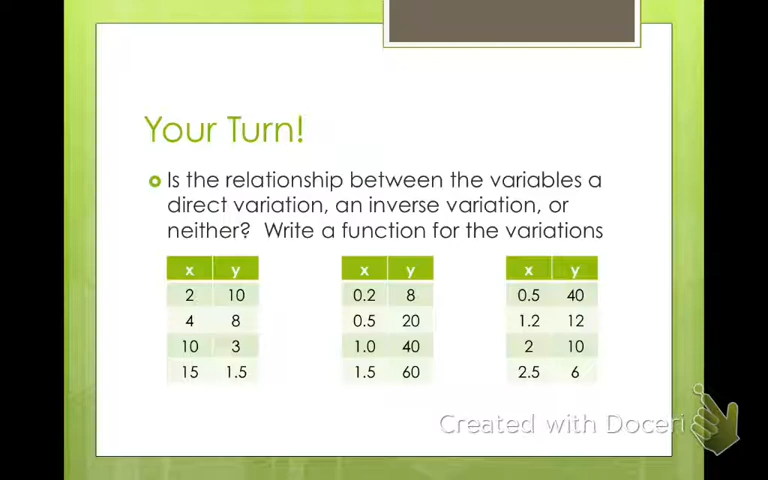 Your Turn!
Is the relationship between the variables a
direct variation, an inverse variation, or
neither? Write a function for the variations
x y
2 10
4 8
10 3
15 1.5
x y
0.2 8
0.5 20
1.0 40
1.5 60
x y
0.5 40
1.2 12
2 10
2.5 6
Created with Doceri